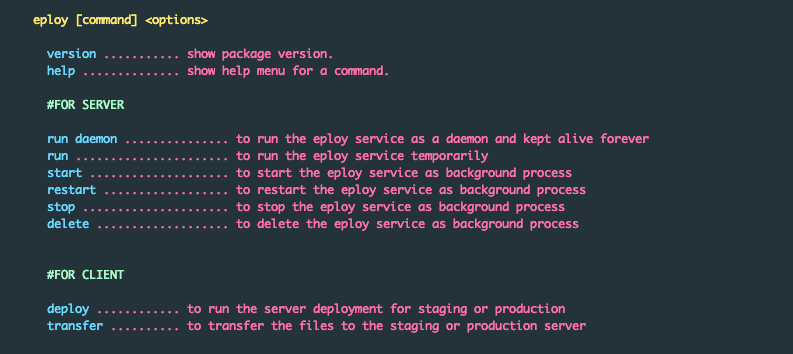 eploy [command] <options>
version ........... show package version.
help .............. show help menu for a command.
#FOR SERVER
run daemon ............... to run the eploy service as a daemon and kept alive forever
run ...................... to run the eploy service temporarily
start .................... to start the eploy service as background process
restart .................. to restart the eploy service as background process
stop ..................... to stop the eploy service as background process
delete ................... to delete the eploy service as background process
#FOR CLIENT
deploy ............ to run the server deployment for staging or production
transfer .......... to transfer the files to the staging or production server